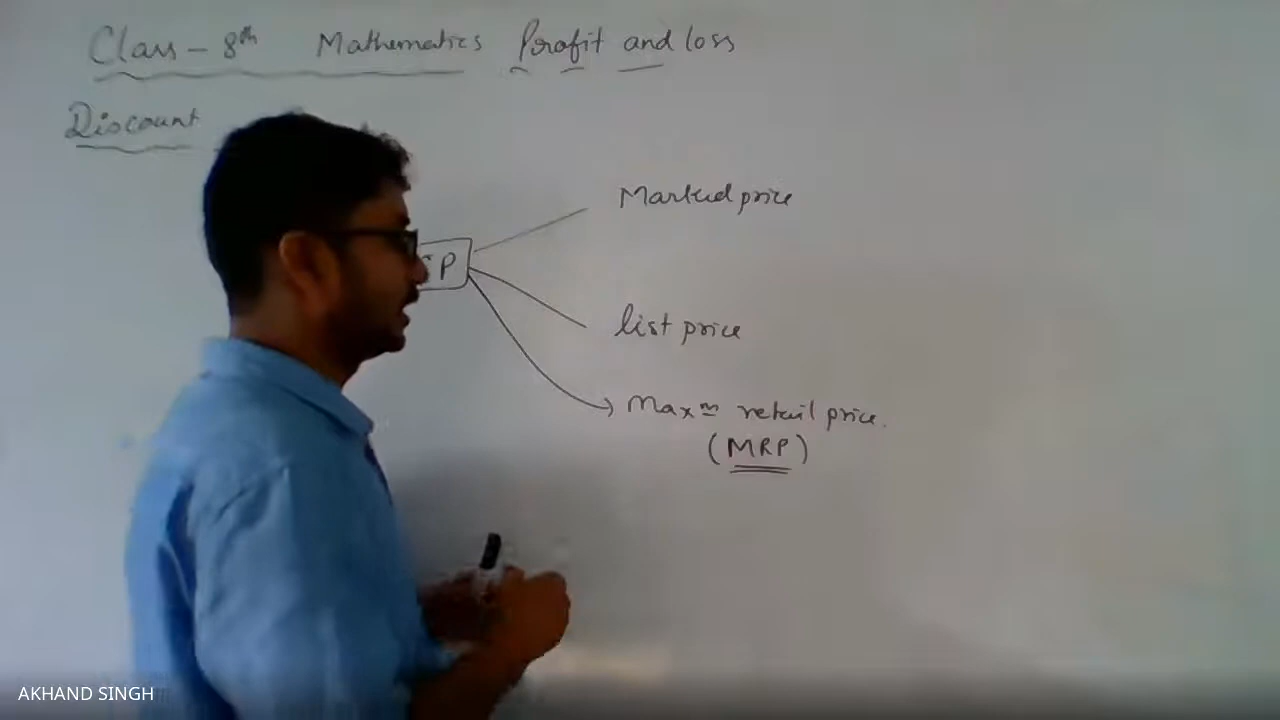 Class - 8th Mathematics Profit and loss
Discount
Marked price
P
list price
Maxm retail price.
(MRP)
AKHAND SINGH